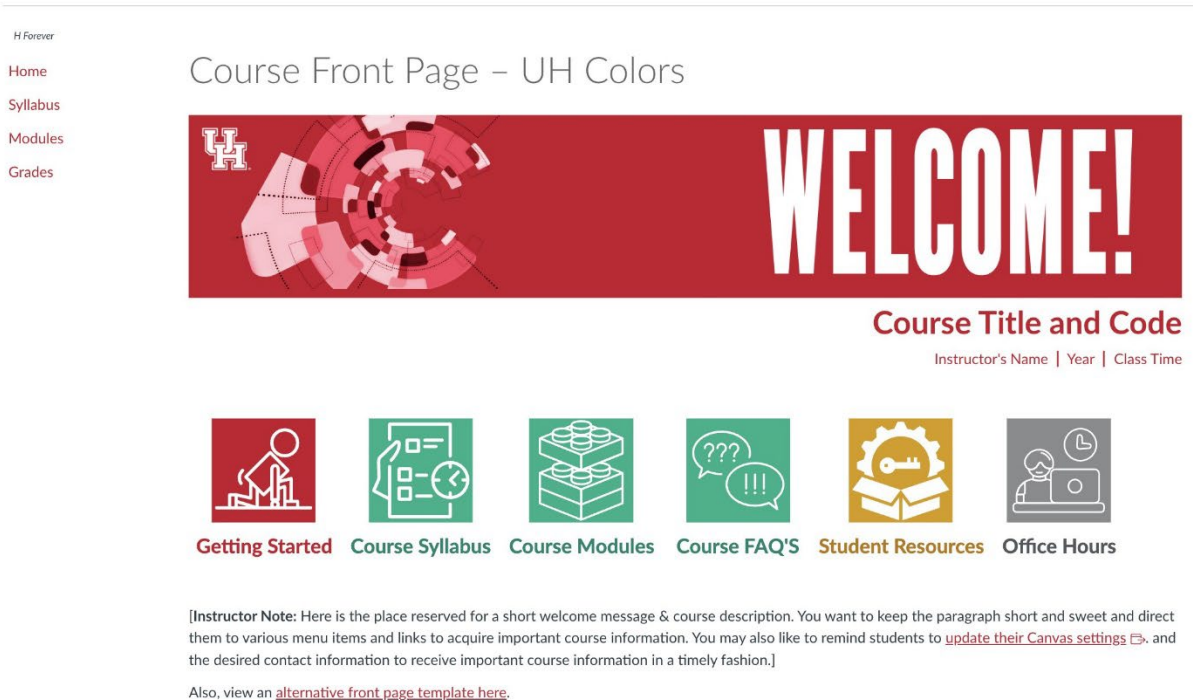 H Forever
Home
Syllabus
Modules
Grades
Course Front Page – UH Colors
UH
WELCOME!
Course Title and Code
Instructor's Name | Year | Class Time
???
!!!
Getting Started
Course Syllabus
Course Modules
Course FAQ'S
Student Resources
Office Hours
[Instructor Note: Here is the place reserved for a short welcome message & course description. You want to keep the paragraph short and sweet and direct
them to various menu items and links to acquire important course information. You may also like to remind students to update their Canvas settings. and
the desired contact information to receive important course information in a timely fashion.]
Also, view an alternative front page template here.